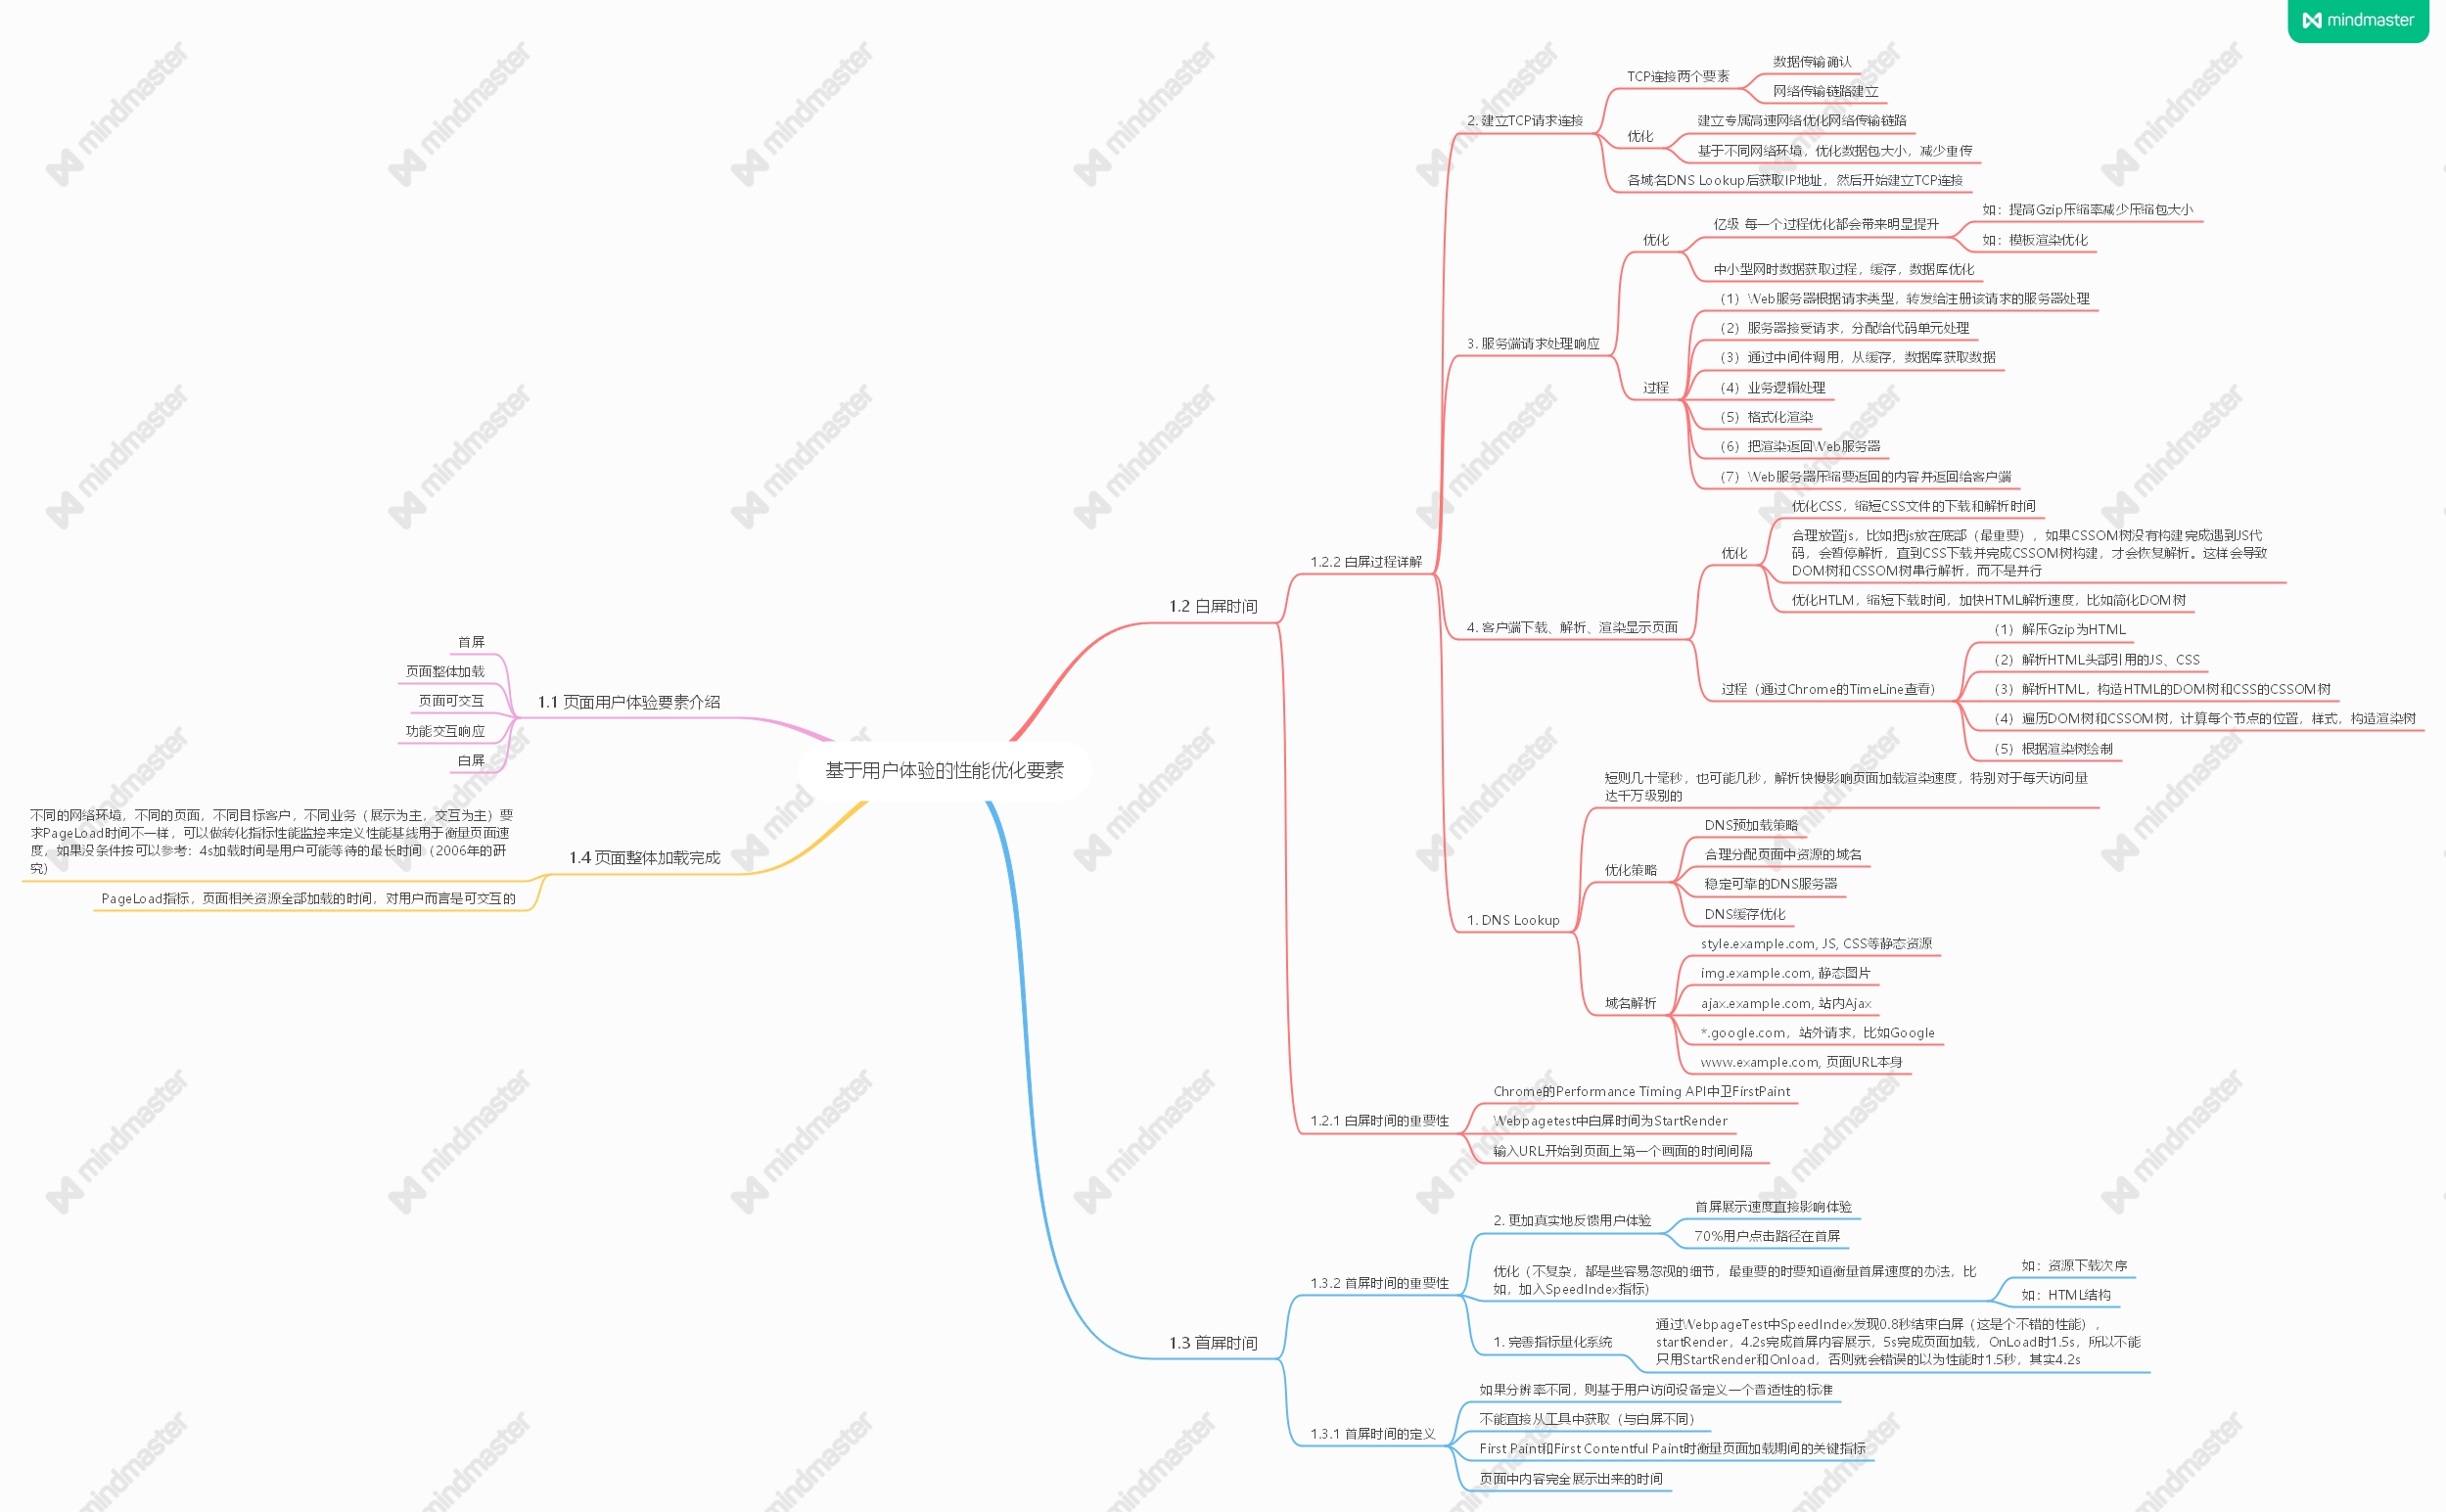 mindmaster
基于用户体验的性能优化要素
1.1 页面用户体验要素介绍
首屏
页面整体加载
页面可交互
功能交互响应
白屏
1.4 页面整体加载完成
不同的网络环境，不同的页面，不同目标客户，不同业务（展示为主，交互为主）要
求PageLoad时间不一样，可以做转化指标性能监控来定义性能基线用于衡量页面速
度，如果没条件按可以参考：4s加载时间是用户可能等待的最长时间（2006年的研
究）
PageLoad指标，页面相关资源全部加载的时间，对用户而言是可交互的
1.2 白屏时间
1.2.2 白屏过程详解
2. 建立TCP请求连接
TCP连接两个要素
数据传输确认
网络传输链路建立
优化
建立专属高速网络优化网络传输链路
基于不同网络环境，优化数据包大小，减少重传
各域名DNS Lookup后获取IP地址，然后开始建立TCP连接
3. 服务端请求处理响应
优化
亿级 每一个过程优化都会带来明显提升
如：提高Gzip压缩率减少压缩包大小
如：模板渲染优化
中小型网时数据获取过程，缓存，数据库优化
过程
（1）Web服务器根据请求类型，转发给注册该请求的服务器处理
（2）服务器接受请求，分配给代码单元处理
（3）通过中间件调用，从缓存，数据库获取数据
（4）业务逻辑处理
（5）格式化渲染
（6）把渲染返回Web服务器
（7）Web服务器压缩要返回的内容并返回给客户端
4. 客户端下载、解析、渲染显示页面
优化
优化CSS，缩短CSS文件的下载和解析时间
合理放置js，比如把js放在底部（最重要），如果CSSOM树没有构建完成遇到JS代
码，会暂停解析，直到CSS下载并完成CSSOM树构建，才会恢复解析。这样会导致
DOM树和CSSOM树串行解析，而不是并行
优化HTLM，缩短下载时间，加快HTML解析速度，比如简化DOM树
过程（通过Chrome的TimeLine查看）
（1）解压Gzip为HTML
（2）解析HTML头部引用的JS、CSS
（3）解析HTML，构造HTML的DOM树和CSS的CSSOM树
（4）遍历DOM树和CSSOM树，计算每个节点的位置，样式，构造渲染树
（5）根据渲染树绘制
1. DNS Lookup
短则几十毫秒，也可能几秒，解析快慢影响页面加载渲染速度，特别对于每天访问量
达千万级别的
优化策略
DNS预加载策略
合理分配页面中资源的域名
稳定可靠的DNS服务器
DNS缓存优化
域名解析
style.example.com, JS, CSS等静态资源
img.example.com, 静态图片
ajax.example.com, 站内Ajax
*.google.com，站外请求，比如Google
www.example.com, 页面URL本身
1.2.1 白屏时间的重要性
Chrome的Performance Timing API中卫FirstPaint
Webpagetest中白屏时间为StartRender
输入URL开始到页面上第一个画面的时间间隔
1.3 首屏时间
1.3.2 首屏时间的重要性
2. 更加真实地反馈用户体验
首屏展示速度直接影响体验
70%用户点击路径在首屏
优化（不复杂，都是些容易忽视的细节，最重要的时要知道衡量首屏速度的办法，比
如，加入SpeedIndex指标）
如：资源下载次序
如：HTML结构
1. 完善指标量化系统
通过WebpageTest中SpeedIndex发现0.8秒结束白屏（这是个不错的性能），
startRender，4.2s完成首屏内容展示，5s完成页面加载，OnLoad时1.5s，所以不能
只用StartRender和Onload，否则就会错误的以为性能时1.5秒，其实4.2s
1.3.1 首屏时间的定义
如果分辨率不同，则基于用户访问设备定义一个普适性的标准
不能直接从工具中获取（与白屏不同）
First Paint和First Contentful Paint时衡量页面加载期间的关键指标
页面中内容完全展示出来的时间